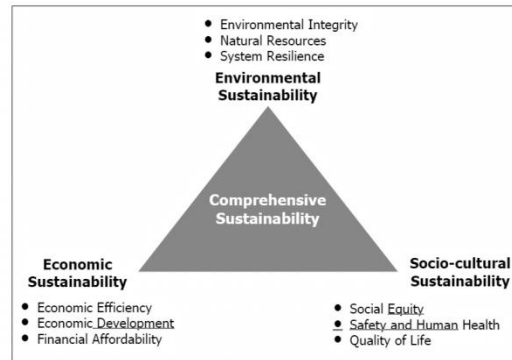 ● Environmental Integrity
● Natural Resources
● System Resilience
Environmental
Sustainability
Comprehensive
Sustainability
Economic
Sustainability
● Economic Efficiency
● Economic Development
● Financial Affordability
Socio-cultural
Sustainability
● Social Equity
● Safety and Human Health
● Quality of Life